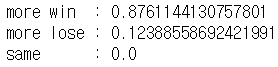 more win  : 0.8761144130757801
more lose : 0.12388558692421991
same      : 0.0